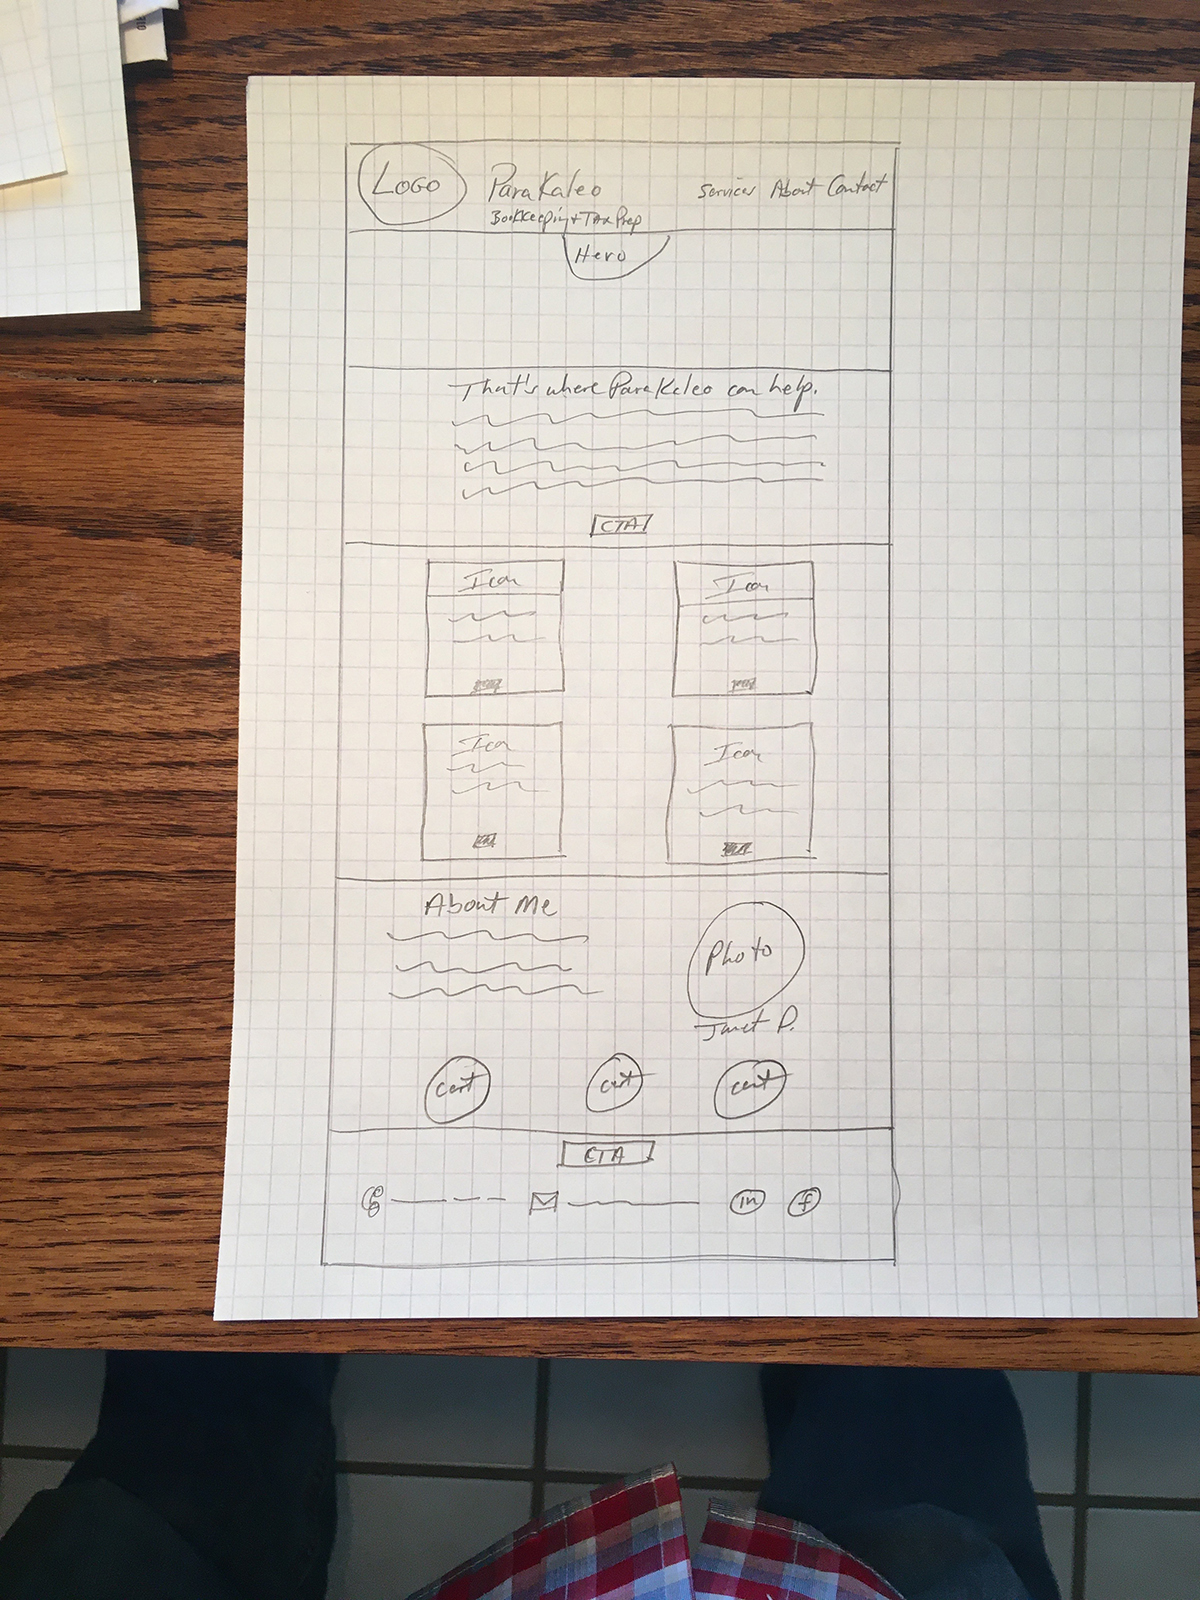 LOGO
ParaKaleo
Services About Contact
Bookkeeping + Tax Prep
Hero
That's where ParaKaleo can help.
CTA
Icon
Icon
Icon
Icon
About Me
Photo
Janet P.
cert
cert
cert
CTA
in
f